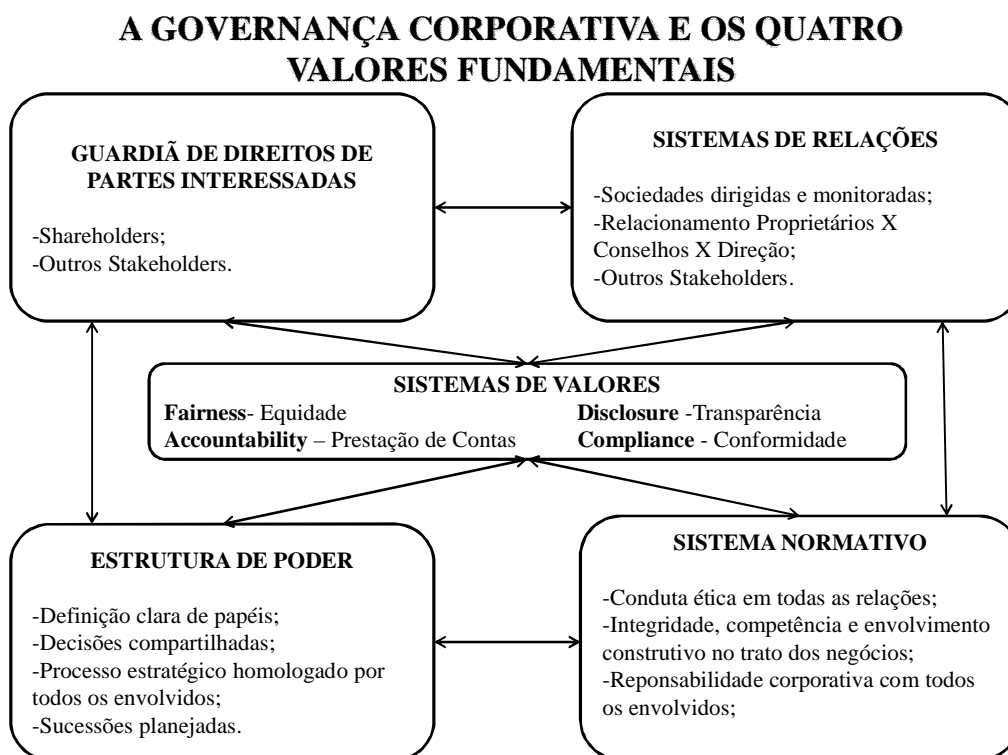 A GOVERNANÇA CORPORATIVA E OS QUATRO
VALORES FUNDAMENTAIS
GUARDIÃ DE DIREITOS DE
PARTES INTERESSADAS
-Shareholders;
-Outros Stakeholders.
SISTEMAS DE RELAÇÕES
-Sociedades dirigidas e monitoradas;
-Relacionamento Proprietários X
Conselhos X Direção;
-Outros Stakeholders.
SISTEMAS DE VALORES
Fairness- Equidade
Disclosure -Transparência
Accountability – Prestação de Contas
Compliance - Conformidade
ESTRUTURA DE PODER
-Definição clara de papéis;
-Decisões compartilhadas;
-Processo estratégico homologado por
todos os envolvidos;
-Sucessões planejadas.
SISTEMA NORMATIVO
-Conduta ética em todas as relações;
-Integridade, competência e envolvimento
construtivo no trato dos negócios;
-Reponsabilidade corporativa com todos
os envolvidos;